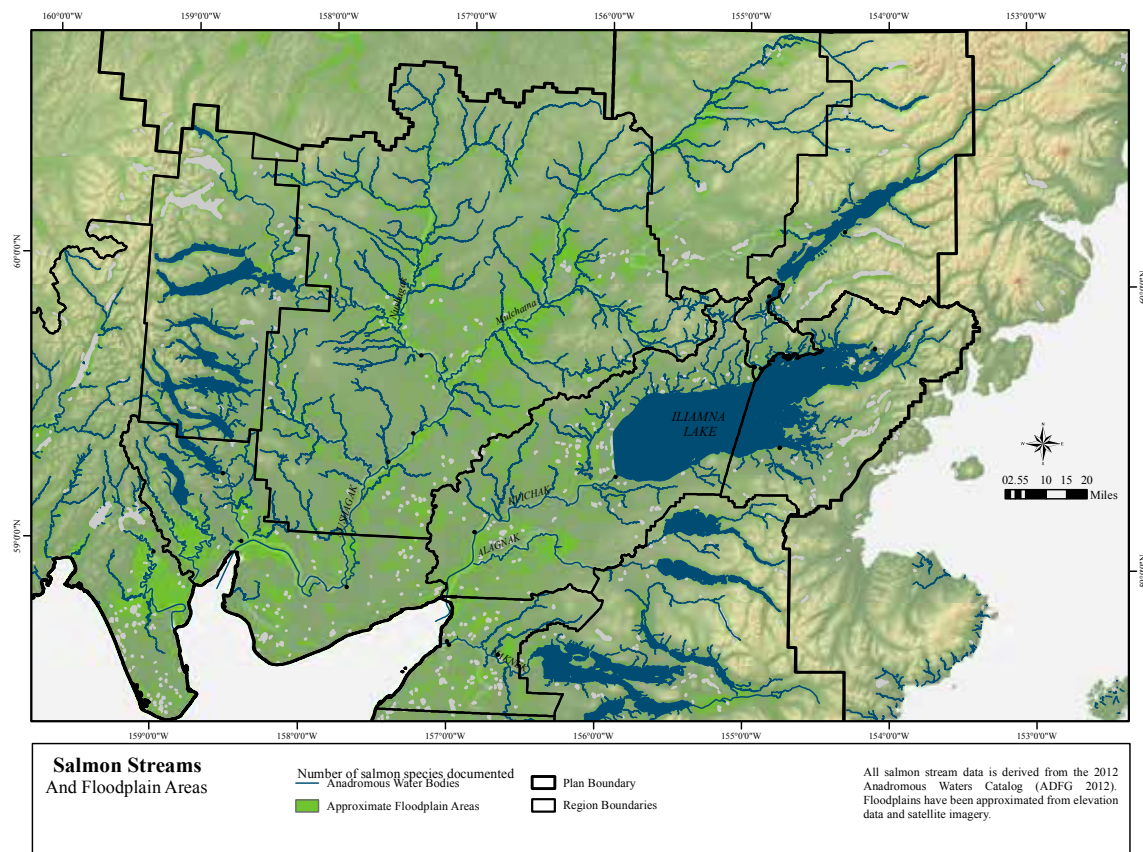 160°0'0"W 159°0'0"W 158°0'0"W 157°0'0"W 156°0'0"W 155°0'0"W 154°0'0"W 153°0'0"W
60°0'0"N
Mulchatna
ILIAMNA
LAKE
KVICHAK
59°0'0"N
ALAGNAK
N
W E
S
02.55 10 15 20
Miles
159°0'0"W 158°0'0"W 157°0'0"W 156°0'0"W 155°0'0"W 154°0'0"W 153°0'0"W
Salmon Streams
And Floodplain Areas
Number of salmon species documented
Anadromous Water Bodies
Approximate Floodplain Areas
Plan Boundary
Region Boundaries
All salmon stream data is derived from the 2012
Anadromous Waters Catalog (ADFG 2012).
Floodplains have been approximated from elevation
data and satellite imagery.